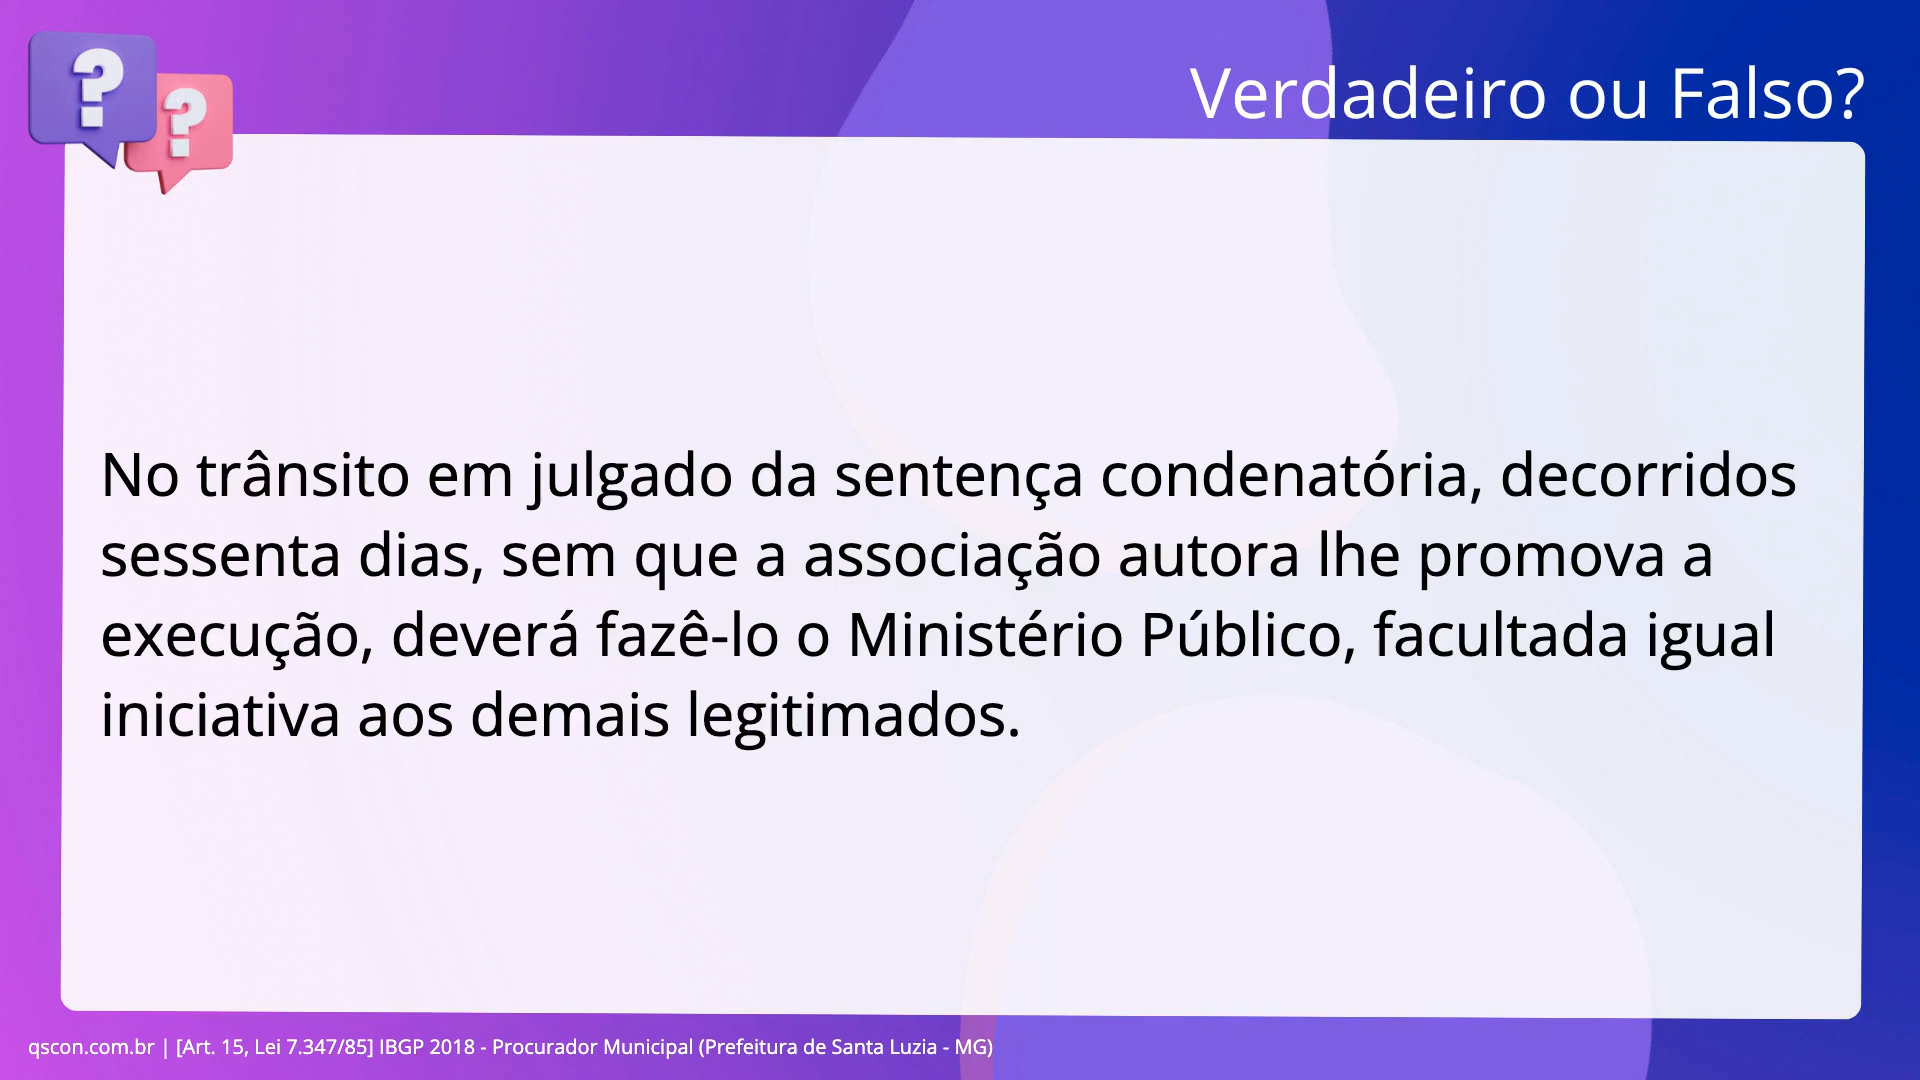 Verdadeiro ou Falso?
No trânsito em julgado da sentença condenatória, decorridos
sessenta dias, sem que a associação autora lhe promova a
execução, deverá fazê-lo o Ministério Público, facultada igual
iniciativa aos demais legitimados.
qscon.com.br | [Art. 15, Lei 7.347/85] IBGP 2018 - Procurador Municipal (Prefeitura de Santa Luzia - MG)